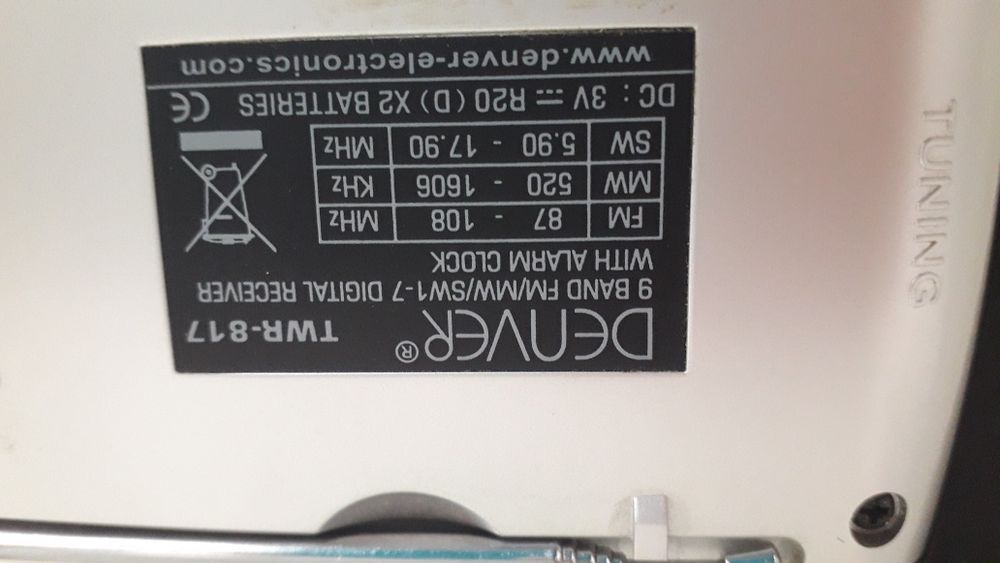 DENVER® TWR-817
9 BAND FM/MW/SW1-7 DIGITAL RECEIVER
WITH ALARM CLOCK
FM 87 - 108 MHz
MW 520 - 1606 KHz
SW 5.90 - 17.90 MHz
DC : 3V ⎓ R20 (D) X2 BATTERIES CE
www.denver-electronics.com
TUNING